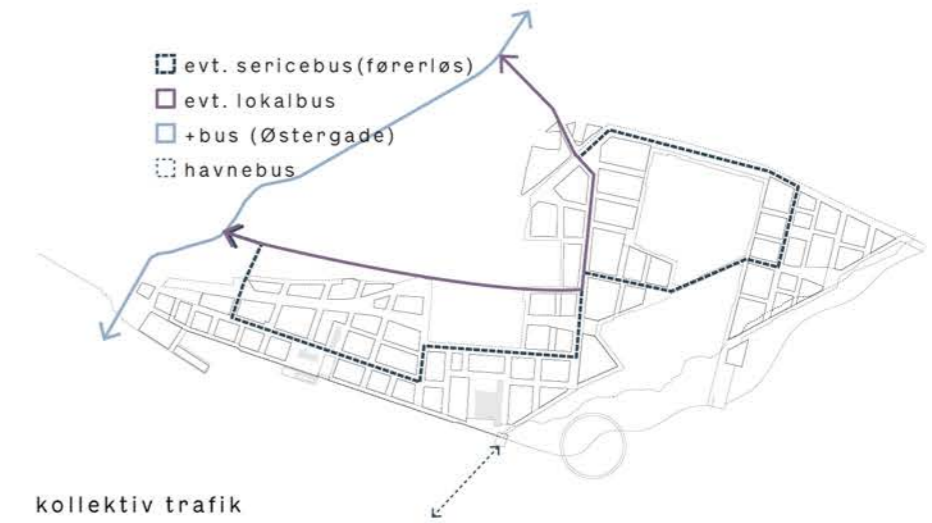 evt. sericebus(førerløs)
evt. lokalbus
+bus (Østergade)
havnebus
kollektiv trafik